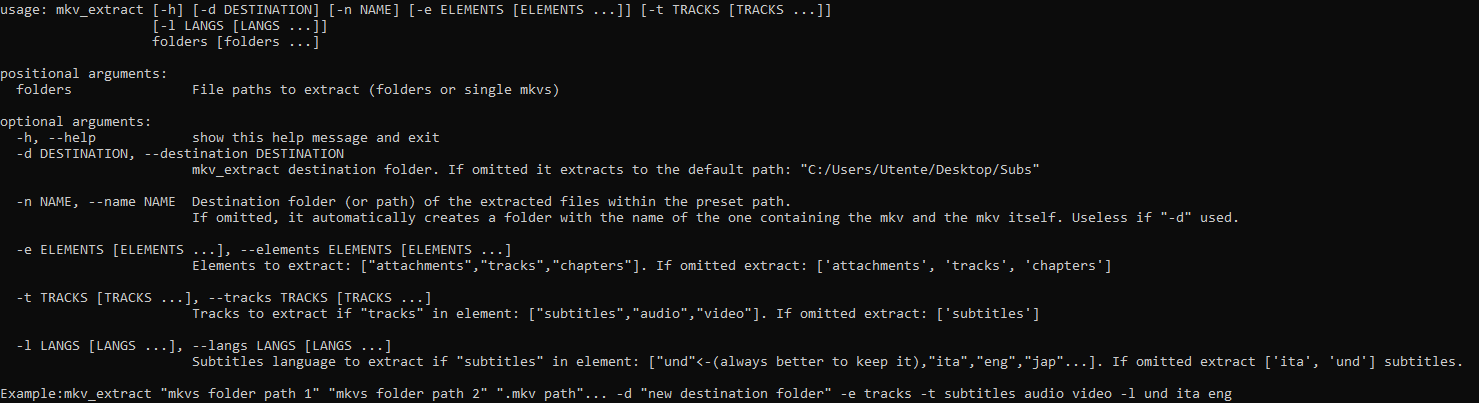 usage: mkv_extract [-h] [-d DESTINATION] [-n NAME] [-e ELEMENTS [ELEMENTS ...]] [-t TRACKS [TRACKS ...]]
                   [-l LANGS [LANGS ...]]
                   folders [folders ...]

positional arguments:
  folders               File paths to extract (folders or single mkvs)

optional arguments:
  -h, --help            show this help message and exit
  -d DESTINATION, --destination DESTINATION
                        mkv_extract destination folder. If omitted it extracts to the default path: "C:/Users/Utente/Desktop/Subs"

  -n NAME, --name NAME  Destination folder (or path) of the extracted files within the preset path.
                        If omitted, it automatically creates a folder with the name of the one containing the mkv and the mkv itself. Useless if "-d" used.

  -e ELEMENTS [ELEMENTS ...], --elements ELEMENTS [ELEMENTS ...]
                        Elements to extract: ["attachments","tracks","chapters"]. If omitted extract: ['attachments', 'tracks', 'chapters']

  -t TRACKS [TRACKS ...], --tracks TRACKS [TRACKS ...]
                        Tracks to extract if "tracks" in element: ["subtitles","audio","video"]. If omitted extract: ['subtitles']

  -l LANGS [LANGS ...], --langs LANGS [LANGS ...]
                        Subtitles language to extract if "subtitles" in element: ["und"<-(always better to keep it),"ita","eng","jap"...]. If omitted extract ['ita', 'und'] subtitles.

Example:mkv_extract "mkvs folder path 1" "mkvs folder path 2" ".mkv path"... -d "new destination folder" -e tracks -t subtitles audio video -l und ita eng